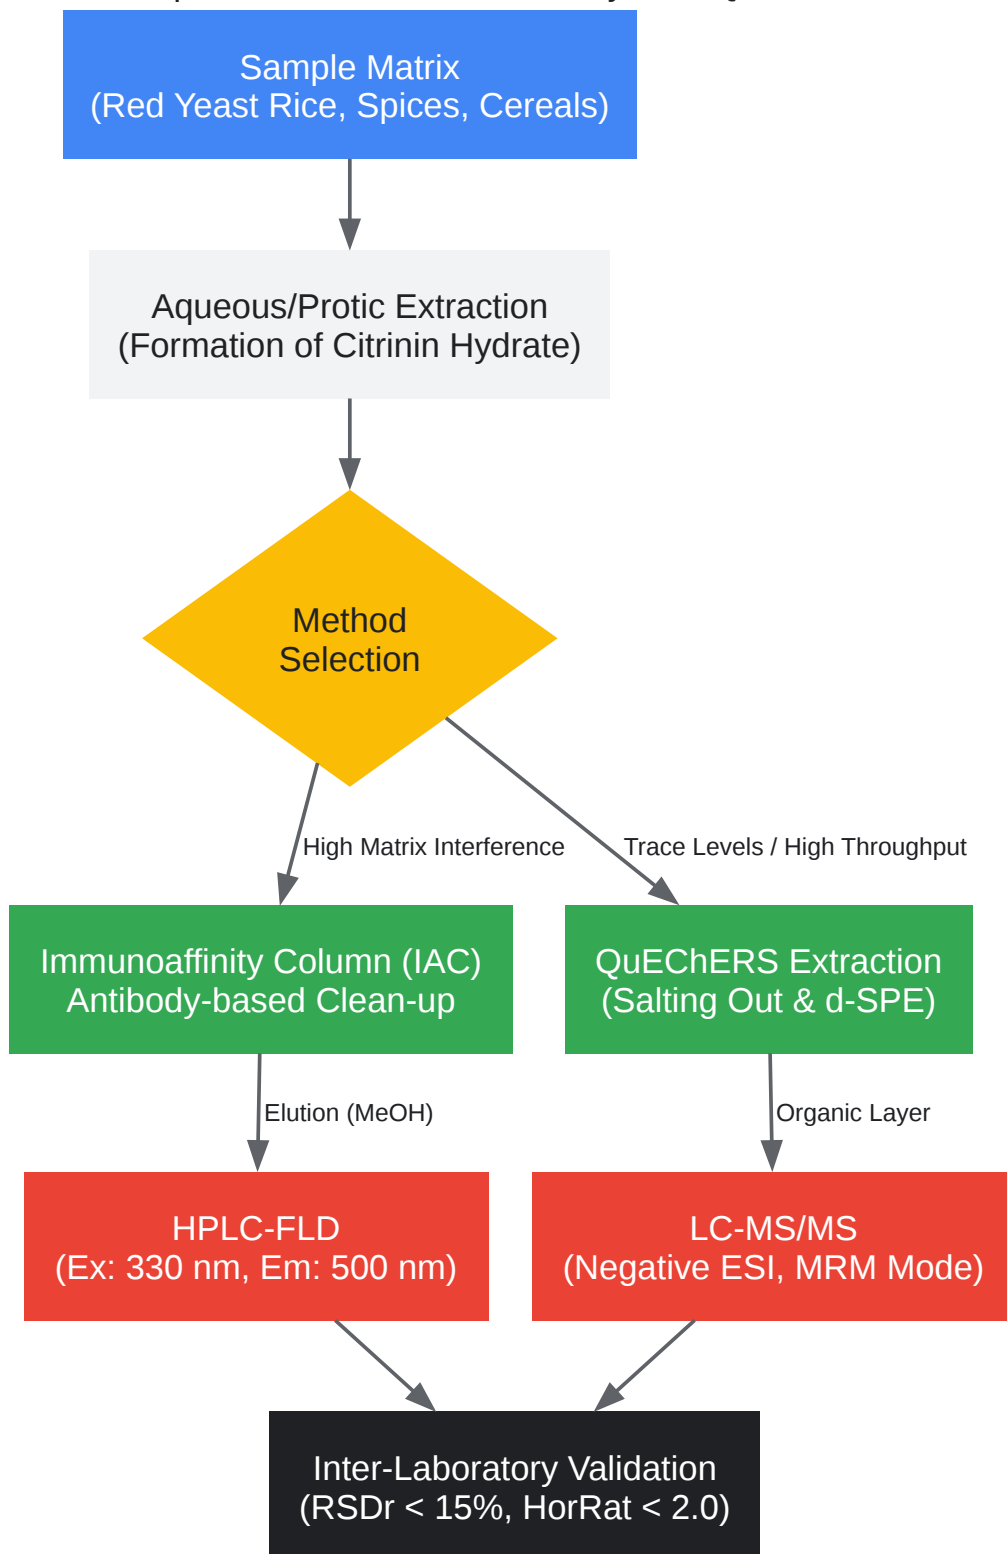 Sample Matrix
(Red Yeast Rice, Spices, Cereals)
Aqueous/Protic Extraction
(Formation of Citrinin Hydrate)
Method
Selection
High Matrix Interference
Trace Levels / High Throughput
Immunoaffinity Column (IAC)
Antibody-based Clean-up
QuEChERS Extraction
(Salting Out & d-SPE)
Elution (MeOH)
Organic Layer
HPLC-FLD
(Ex: 330 nm, Em: 500 nm)
LC-MS/MS
(Negative ESI, MRM Mode)
Inter-Laboratory Validation
(RSDr < 15%, HorRat < 2.0)